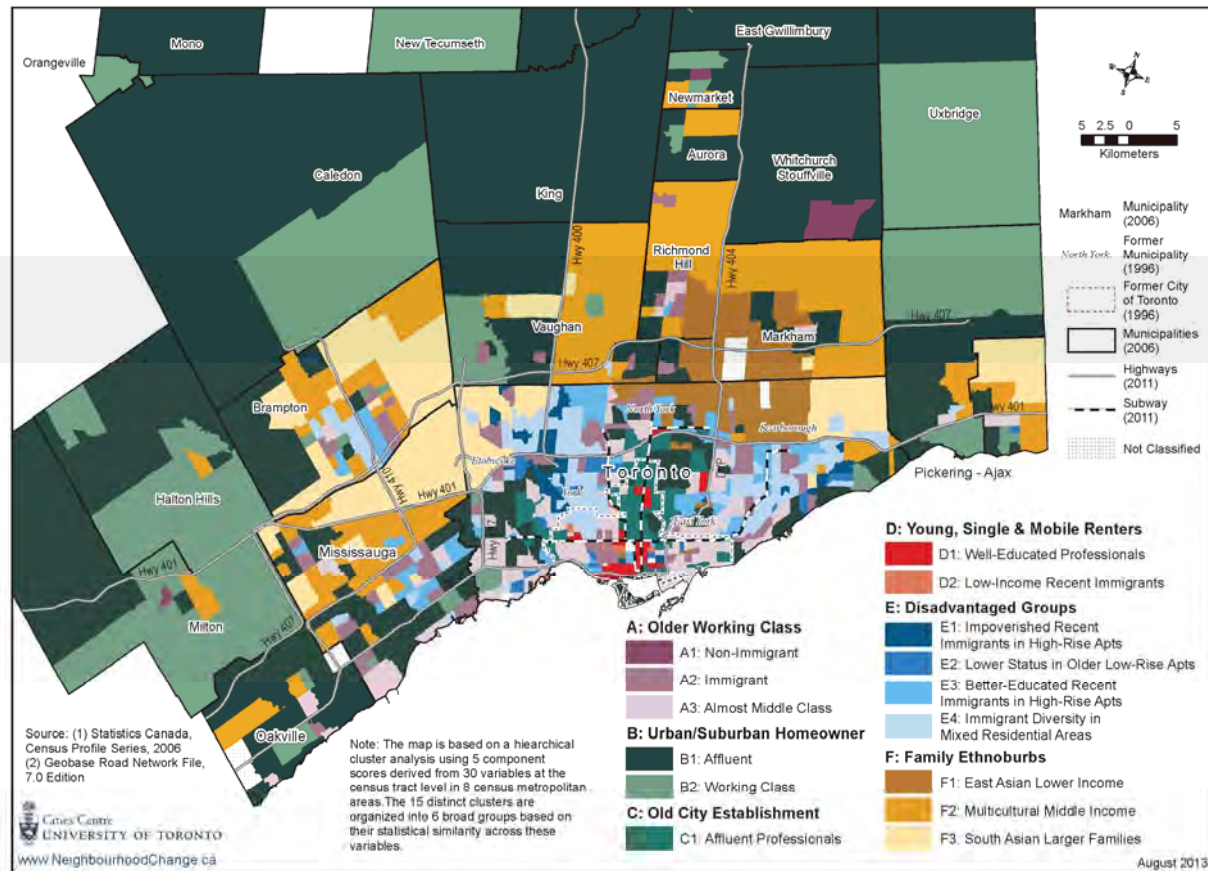 Mono
Orangeville
New Tecumseth
East Gwillimbury
Newmarket
Uxbridge
Aurora
Whitchurch
Stouffville
Caledon
King
Hwy 400
Richmond
Hill
Hwy 404
Vaughan
Markham
Hwy 407
Hwy 407
Brampton
North York
Scarborough
Hwy 401
Etobicoke
Toronto
Pickering - Ajax
Halton Hills
Hwy 410
Hwy 401
York
East York
Mississauga
Hwy
Hwy 401
Milton
Hwy 407
Oakville
N
W
E
S
5 2.5 0 5
Kilometers
Markham
Municipality
(2006)
North York
Former
Municipality
(1996)
Former City
of Toronto
(1996)
Municipalities
(2006)
Highways
(2011)
Subway
(2011)
Not Classified
A: Older Working Class
A1: Non-Immigrant
A2: Immigrant
A3: Almost Middle Class
B: Urban/Suburban Homeowner
B1: Affluent
B2: Working Class
C: Old City Establishment
C1: Affluent Professionals
D: Young, Single & Mobile Renters
D1: Well-Educated Professionals
D2: Low-Income Recent Immigrants
E: Disadvantaged Groups
E1: Impoverished Recent
Immigrants in High-Rise Apts
E2: Lower Status in Older Low-Rise Apts
E3: Better-Educated Recent
Immigrants in High-Rise Apts
E4: Immigrant Diversity in
Mixed Residential Areas
F: Family Ethnoburbs
F1: East Asian Lower Income
F2: Multicultural Middle Income
F3: South Asian Larger Families
Source: (1) Statistics Canada,
Census Profile Series, 2006
(2) Geobase Road Network File,
7.0 Edition
Note: The map is based on a hiearchical
cluster analysis using 5 component
scores derived from 30 variables at the
census tract level in 8 census metropolitan
areas.The 15 distinct clusters are
organized into 6 broad groups based on
their statistical similarity across these
variables.
Cities Centre
UNIVERSITY OF TORONTO
www.NeighbourhoodChange.ca
August 2013